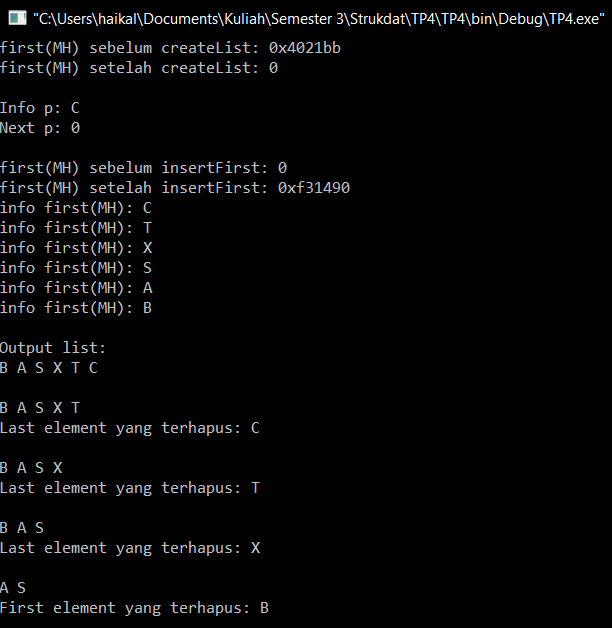 "C:\Users\haikal\Documents\Kuliah\Semester 3\Strukdat\TP4\TP4\bin\Debug\TP4.exe"
first(MH) sebelum createList: 0x4021bb
first(MH) setelah createList: 0
Info p: C
Next p: 0
first(MH) sebelum insertFirst: 0
first(MH) setelah insertFirst: 0xf31490
info first(MH): C
info first(MH): T
info first(MH): X
info first(MH): S
info first(MH): A
info first(MH): B
Output list:
B A S X T C
B A S X T
Last element yang terhapus: C
B A S X
Last element yang terhapus: T
B A S
Last element yang terhapus: X
A S
First element yang terhapus: B